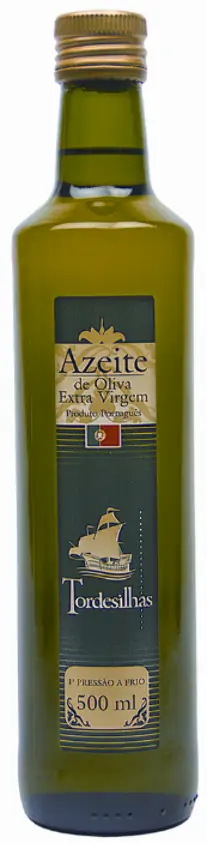 Azeite
de Oliva
Extra Virgem
Produto Português
Tordesilhas
1ª PRESSÃO A FRIO
500 ml